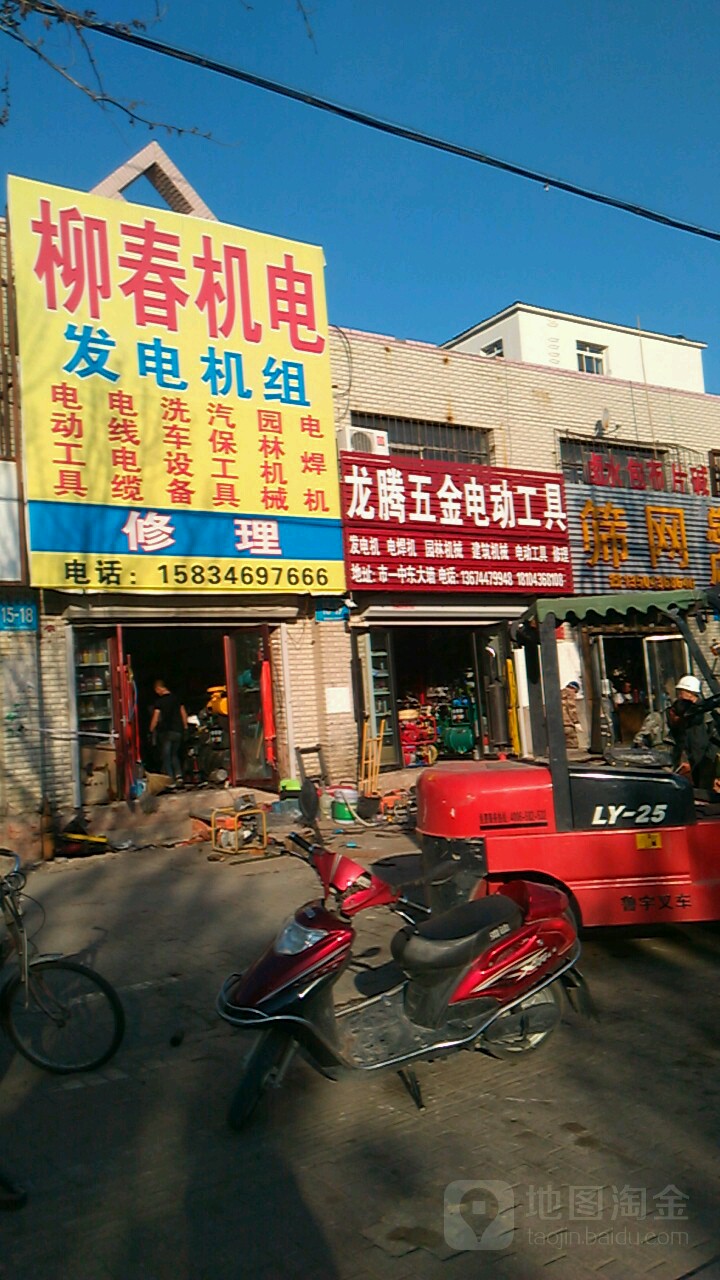 柳春机电
发电机组
电动工具 电线电缆 洗车设备 汽保工具 园林机械 电焊机
修理
电话：15834697666
龙腾五金电动工具
发电机 电焊机 园林机械 建筑机械 电动工具 修理
地址:市一中东大墙 电话:13674479948 18104368108
筛网
15-18
LY-25
鲁宇叉车
地图淘金
taojin.baidu.com